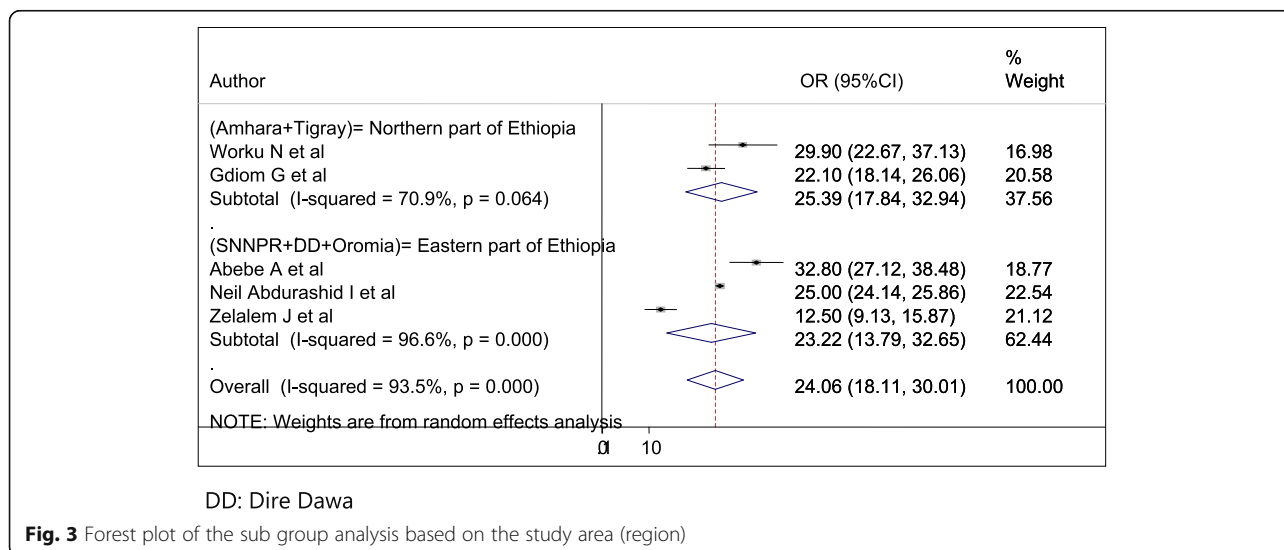 %
Author OR (95%CI) Weight
(Amhara+Tigray)= Northern part of Ethiopia
Worku N et al 29.90 (22.67, 37.13) 16.98
Gdiom G et al 22.10 (18.14, 26.06) 20.58
Subtotal (I-squared = 70.9%, p = 0.064) 25.39 (17.84, 32.94) 37.56
.
(SNNPR+DD+Oromia)= Eastern part of Ethiopia
Abebe A et al 32.80 (27.12, 38.48) 18.77
Neil Abdurashid I et al 25.00 (24.14, 25.86) 22.54
Zelalem J et al 12.50 (9.13, 15.87) 21.12
Subtotal (I-squared = 96.6%, p = 0.000) 23.22 (13.79, 32.65) 62.44
.
Overall (I-squared = 93.5%, p = 0.000) 24.06 (18.11, 30.01) 100.00
NOTE: Weights are from random effects analysis
10
DD: Dire Dawa
Fig. 3 Forest plot of the sub group analysis based on the study area (region)